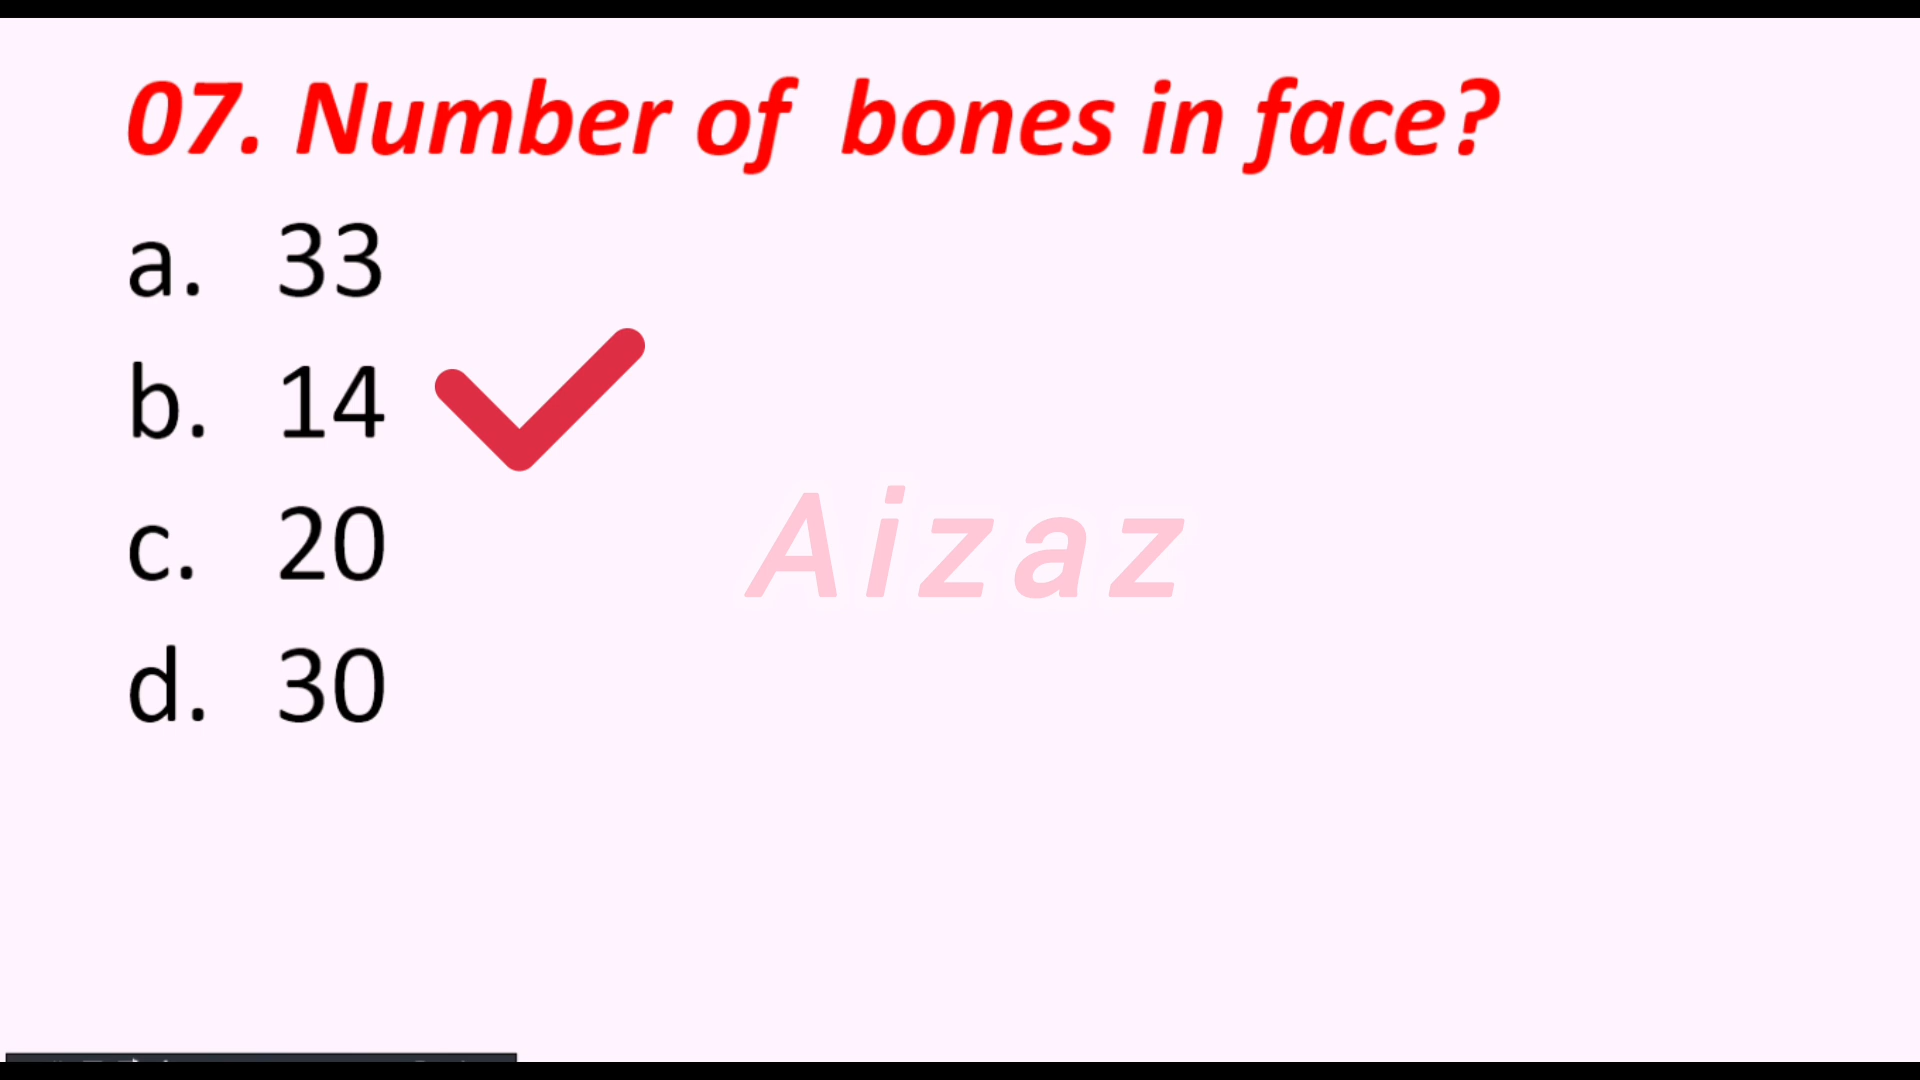 07. Number of  bones in face?
a. 33
b. 14
c. 20
d. 30
Aizaz